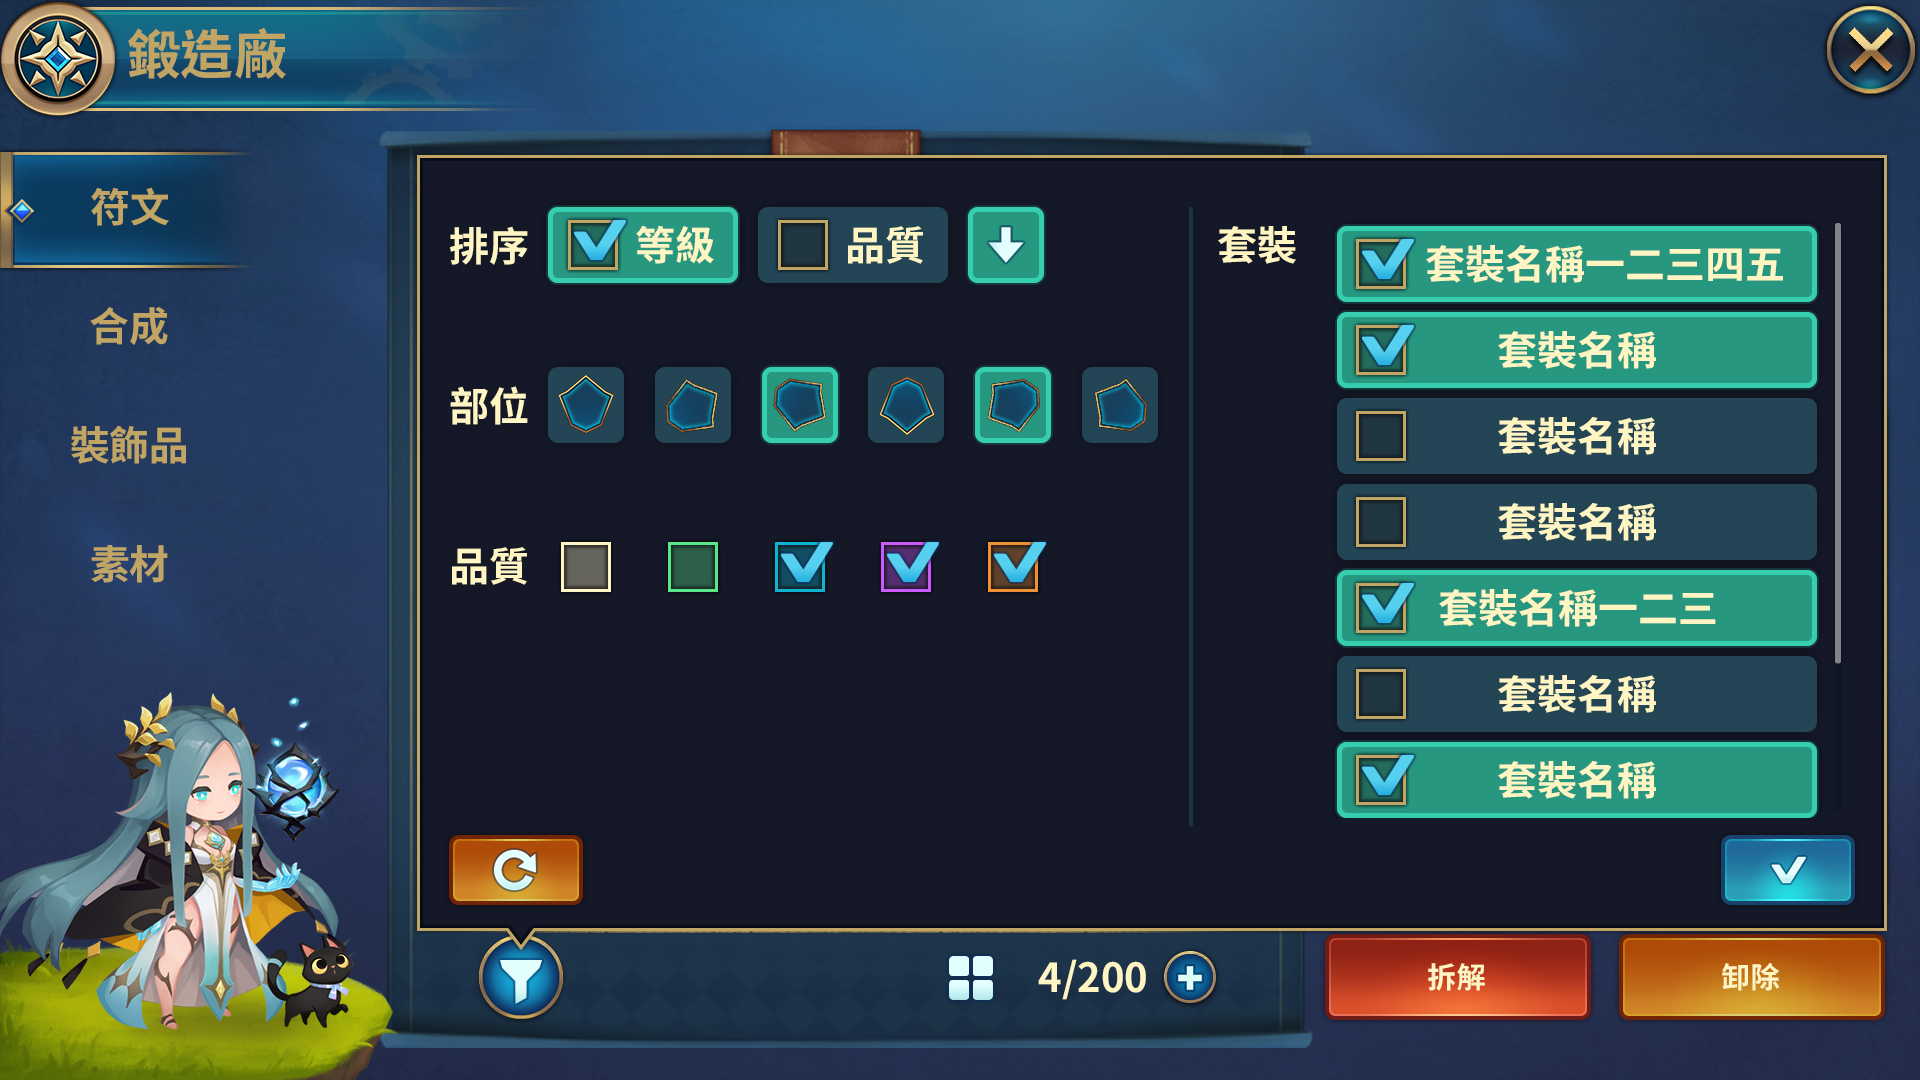 鍛造廠
符文
合成
裝飾品
素材
排序
等級
品質
部位
品質
套裝
套裝名稱一二三四五
套裝名稱
套裝名稱
套裝名稱
套裝名稱一二三
套裝名稱
套裝名稱
4/200
拆解
卸除